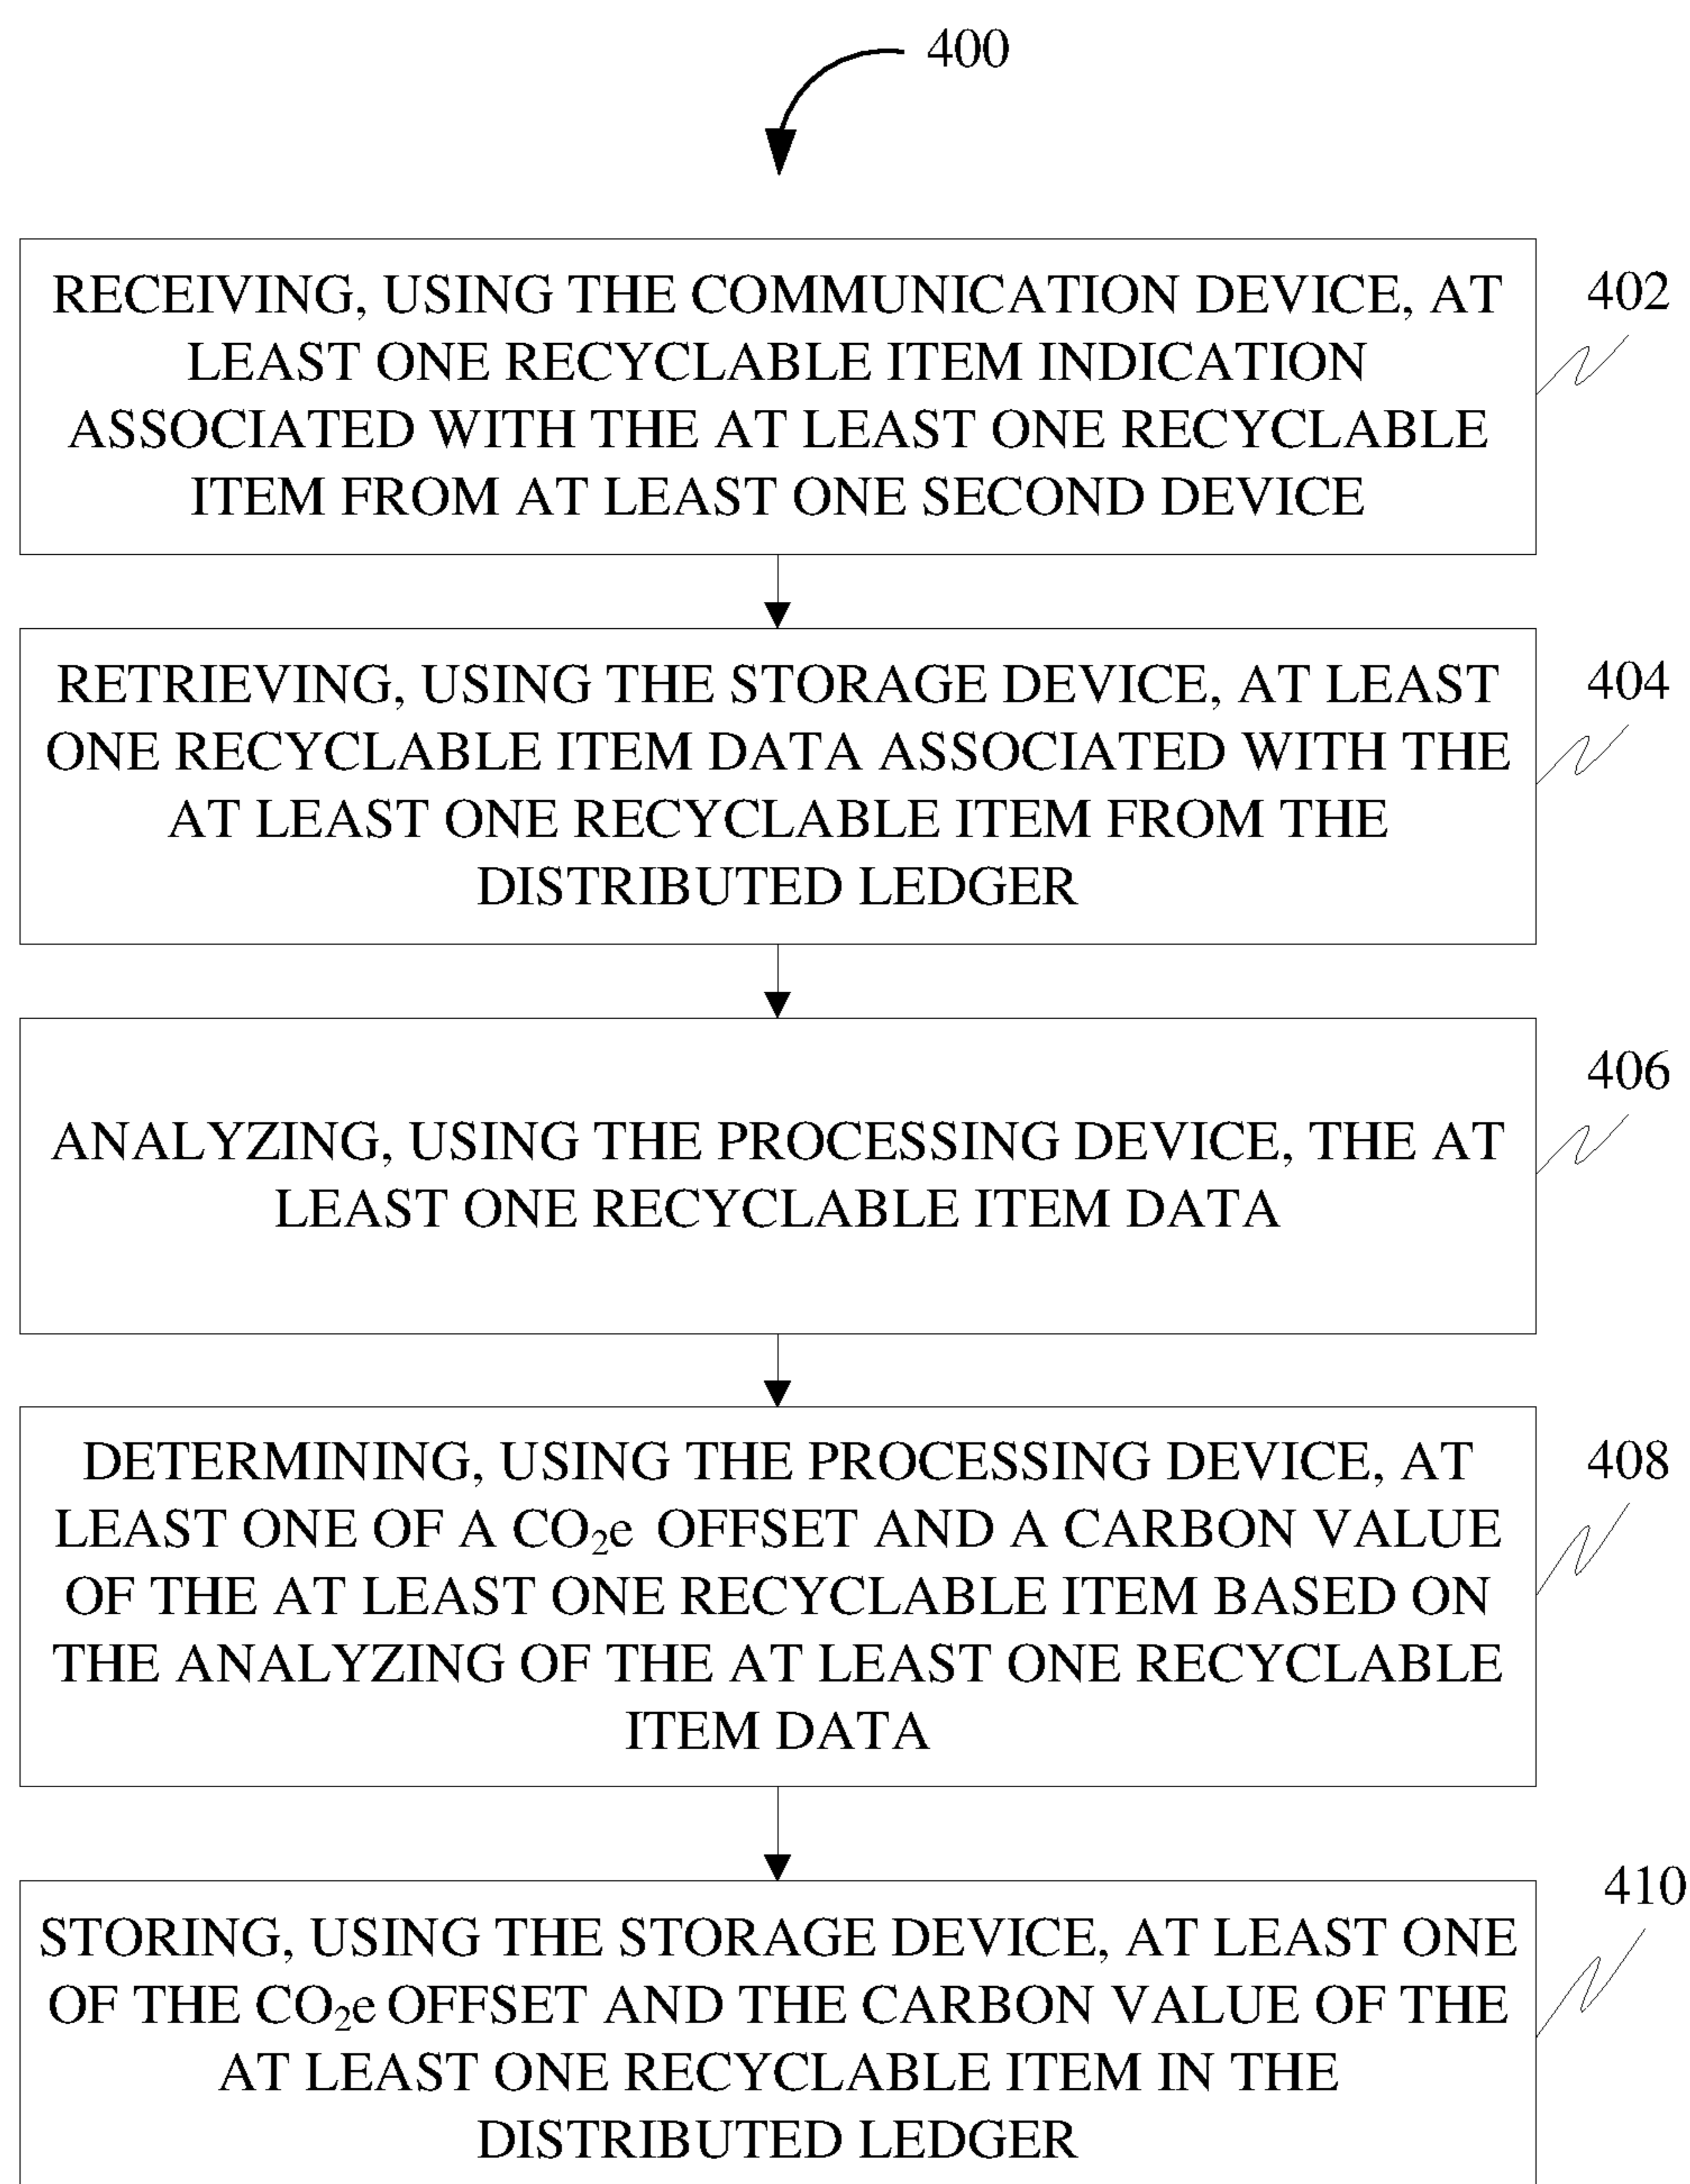 400
RECEIVING, USING THE COMMUNICATION DEVICE, AT
LEAST ONE RECYCLABLE ITEM INDICATION
ASSOCIATED WITH THE AT LEAST ONE RECYCLABLE
ITEM FROM AT LEAST ONE SECOND DEVICE
402
RETRIEVING, USING THE STORAGE DEVICE, AT LEAST
ONE RECYCLABLE ITEM DATA ASSOCIATED WITH THE
AT LEAST ONE RECYCLABLE ITEM FROM THE
DISTRIBUTED LEDGER
404
ANALYZING, USING THE PROCESSING DEVICE, THE AT
LEAST ONE RECYCLABLE ITEM DATA
406
DETERMINING, USING THE PROCESSING DEVICE, AT
LEAST ONE OF A CO₂e OFFSET AND A CARBON VALUE
OF THE AT LEAST ONE RECYCLABLE ITEM BASED ON
THE ANALYZING OF THE AT LEAST ONE RECYCLABLE
ITEM DATA
408
STORING, USING THE STORAGE DEVICE, AT LEAST ONE
OF THE CO₂e OFFSET AND THE CARBON VALUE OF THE
AT LEAST ONE RECYCLABLE ITEM IN THE
DISTRIBUTED LEDGER
410